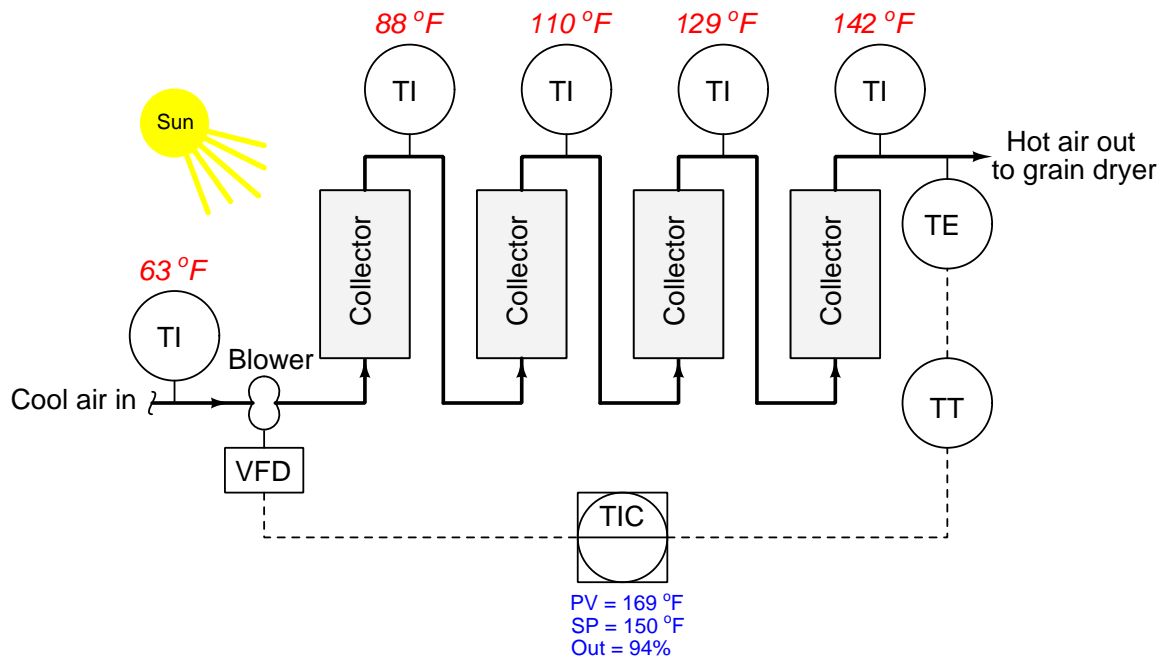 88 °F
110 °F
129 °F
142 °F
TI
TI
TI
TI
Sun
Hot air out
to grain dryer
Collector
Collector
Collector
Collector
TE
63 °F
TI
Blower
Cool air in
TT
VFD
TIC
PV = 169 °F
SP = 150 °F
Out = 94%